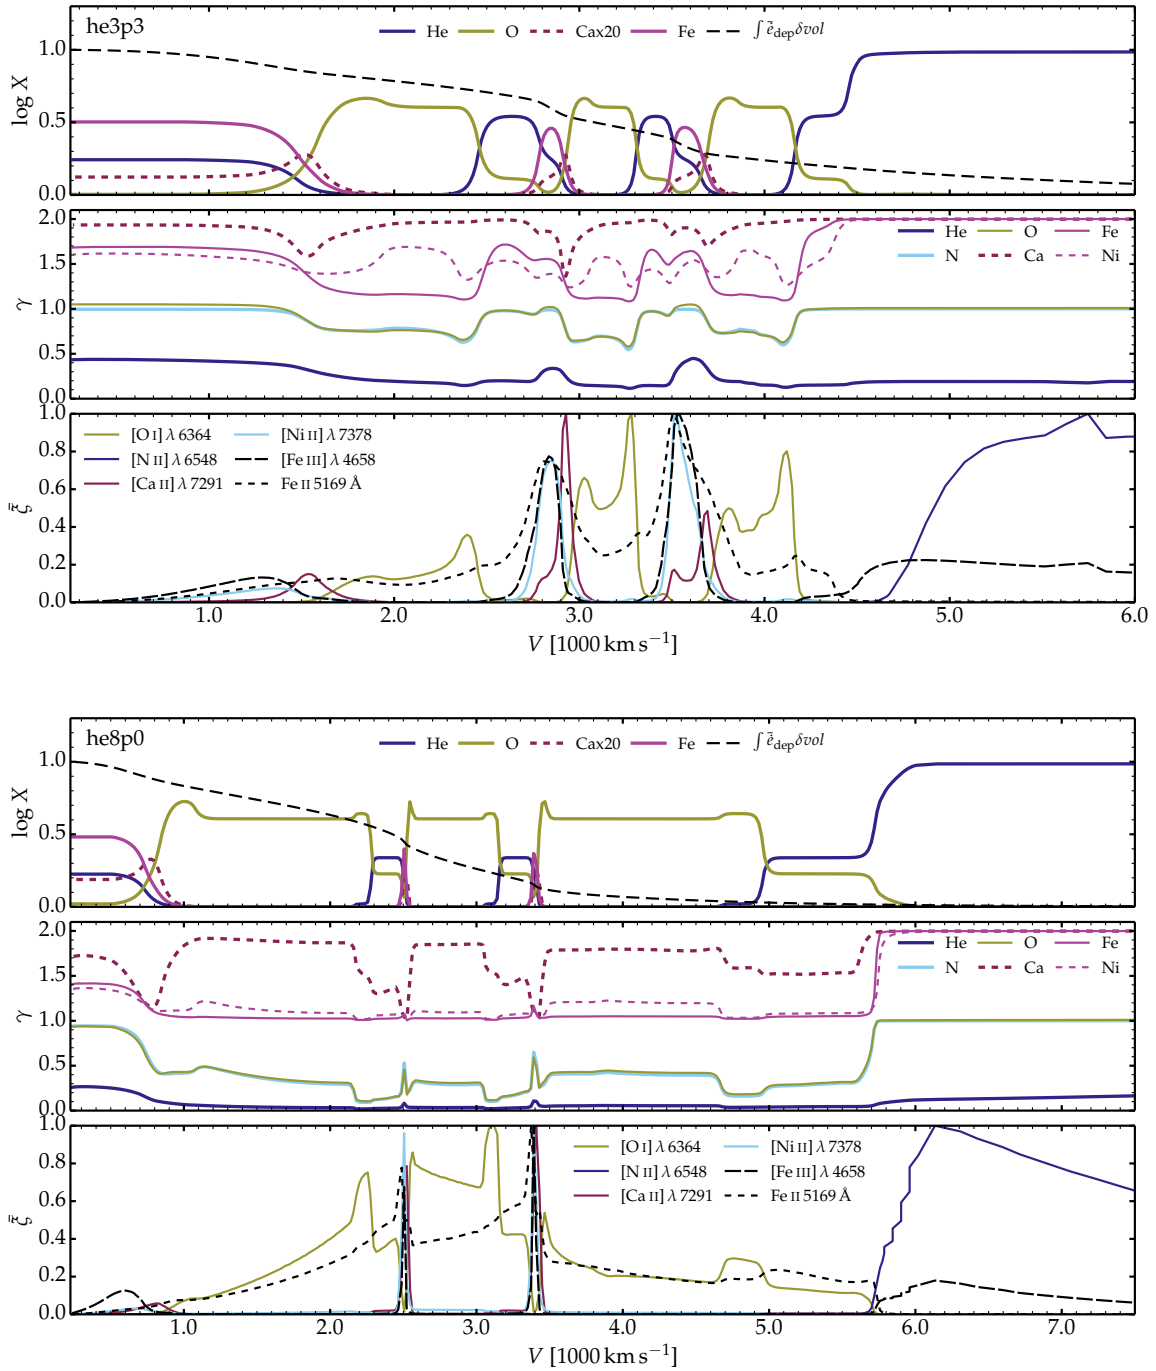 he3p3
He O Cax20 Fe ∫ ẽdep δvol
log X
1.0
0.5
0.0
He O Fe
N Ca Ni
γ
2.0
1.5
1.0
0.5
0.0
[O I] λ 6364 [Ni II] λ 7378
[N II] λ 6548 [Fe III] λ 4658
[Ca II] λ 7291 Fe II 5169 Å
ξ̄
1.0
0.8
0.6
0.4
0.2
0.0
1.0 2.0 3.0 4.0 5.0 6.0
V [1000 km s⁻¹]
he8p0
He O Cax20 Fe ∫ ẽdep δvol
log X
1.0
0.5
0.0
He O Fe
N Ca Ni
γ
2.0
1.5
1.0
0.5
0.0
[O I] λ 6364 [Ni II] λ 7378
[N II] λ 6548 [Fe III] λ 4658
[Ca II] λ 7291 Fe II 5169 Å
ξ̄
1.0
0.8
0.6
0.4
0.2
0.0
1.0 2.0 3.0 4.0 5.0 6.0 7.0
V [1000 km s⁻¹]